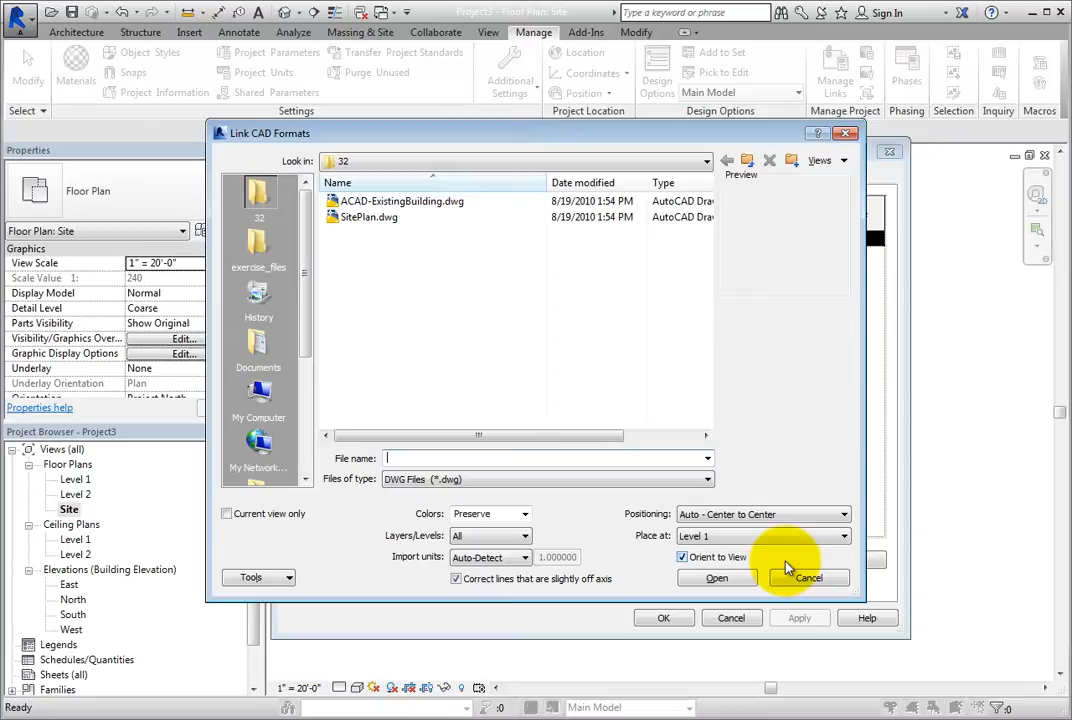 Project3 - Floor Plan: Site
Type a keyword or phrase
Sign In
Architecture Structure Insert Annotate Analyze Massing & Site Collaborate View Manage Add-Ins Modify
Modify
Materials
Object Styles
Snaps
Project Information
Project Parameters
Project Units
Shared Parameters
Transfer Project Standards
Purge Unused
Additional Settings
Location
Coordinates
Position
Design Options
Add to Set
Pick to Edit
Main Model
Manage Links
Phases
Selection
Inquiry
Macros
Select
Settings
Project Location
Design Options
Manage Project
Phasing
Selection
Inquiry
Macros
Properties
Floor Plan
Floor Plan: Site
Graphics
View Scale 1" = 20'-0"
Scale Value 1: 240
Display Model Normal
Detail Level Coarse
Parts Visibility Show Original
Visibility/Graphics Over... Edit...
Graphic Display Options Edit...
Underlay None
Underlay Orientation Plan
Orientation Project North
Properties help
Project Browser - Project3
Views (all)
Floor Plans
Level 1
Level 2
Site
Ceiling Plans
Level 1
Level 2
Elevations (Building Elevation)
East
North
South
West
Legends
Schedules/Quantities
Sheets (all)
Families
Link CAD Formats
Look in: 32
Views
Name Date modified Type
ACAD-ExistingBuilding.dwg 8/19/2010 1:54 PM AutoCAD Dra
SitePlan.dwg 8/19/2010 1:54 PM AutoCAD Dra
Preview
32
exercise_files
History
Documents
My Computer
My Network...
File name:
Files of type: DWG Files (*.dwg)
Current view only
Colors: Preserve
Layers/Levels: All
Import units: Auto-Detect 1.000000
Correct lines that are slightly off axis
Positioning: Auto - Center to Center
Place at: Level 1
Orient to View
Tools
Open
Cancel
OK Cancel Apply Help
1" = 20'-0"
Ready
:0
Main Model
:0